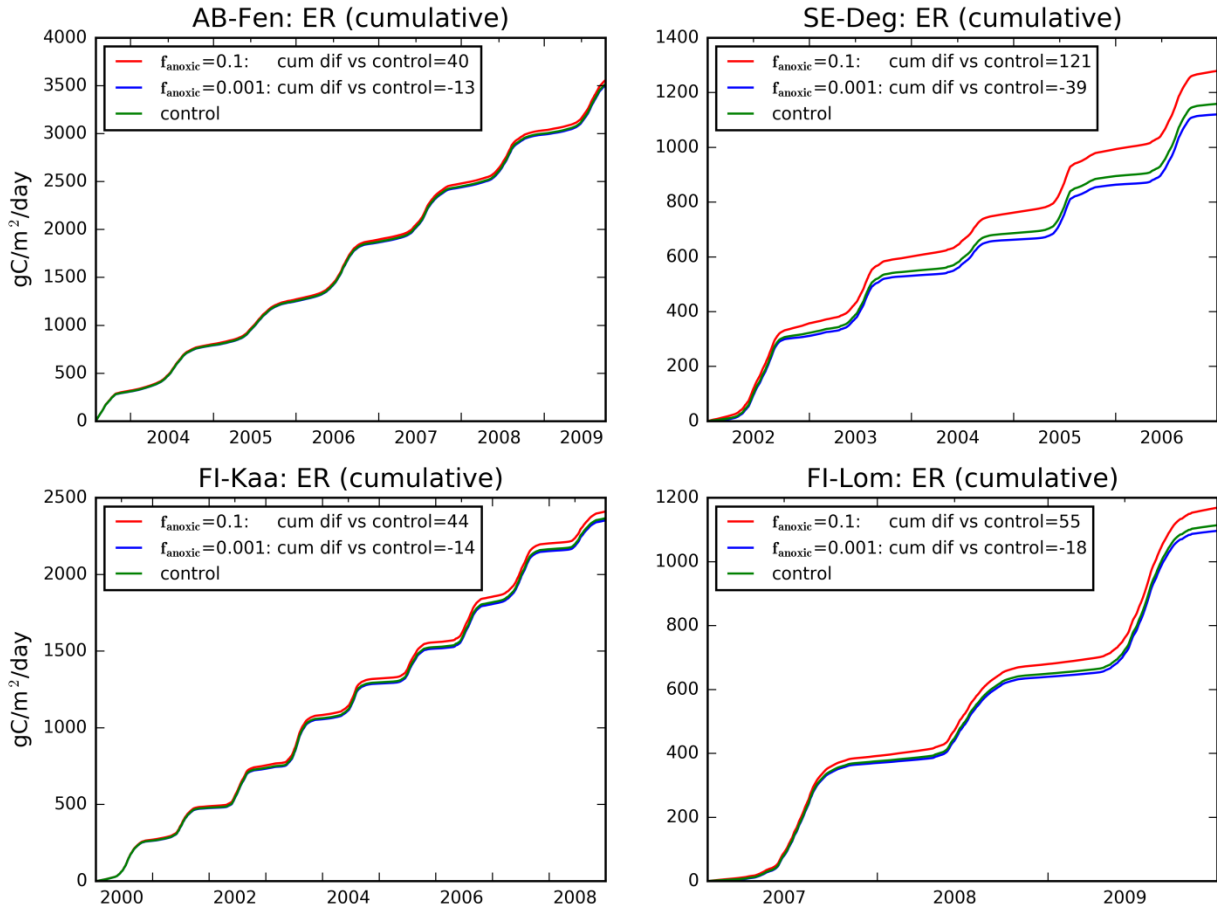 AB-Fen: ER (cumulative)
4000
3500
3000
2500
2000
1500
1000
500
0
gC/m²/day
f_anoxic=0.1: cum dif vs control=40
f_anoxic=0.001: cum dif vs control=-13
control
2004 2005 2006 2007 2008 2009
SE-Deg: ER (cumulative)
1400
1200
1000
800
600
400
200
0
f_anoxic=0.1: cum dif vs control=121
f_anoxic=0.001: cum dif vs control=-39
control
2002 2003 2004 2005 2006
FI-Kaa: ER (cumulative)
2500
2000
1500
1000
500
0
gC/m²/day
f_anoxic=0.1: cum dif vs control=44
f_anoxic=0.001: cum dif vs control=-14
control
2000 2002 2004 2006 2008
FI-Lom: ER (cumulative)
1200
1000
800
600
400
200
0
f_anoxic=0.1: cum dif vs control=55
f_anoxic=0.001: cum dif vs control=-18
control
2007 2008 2009